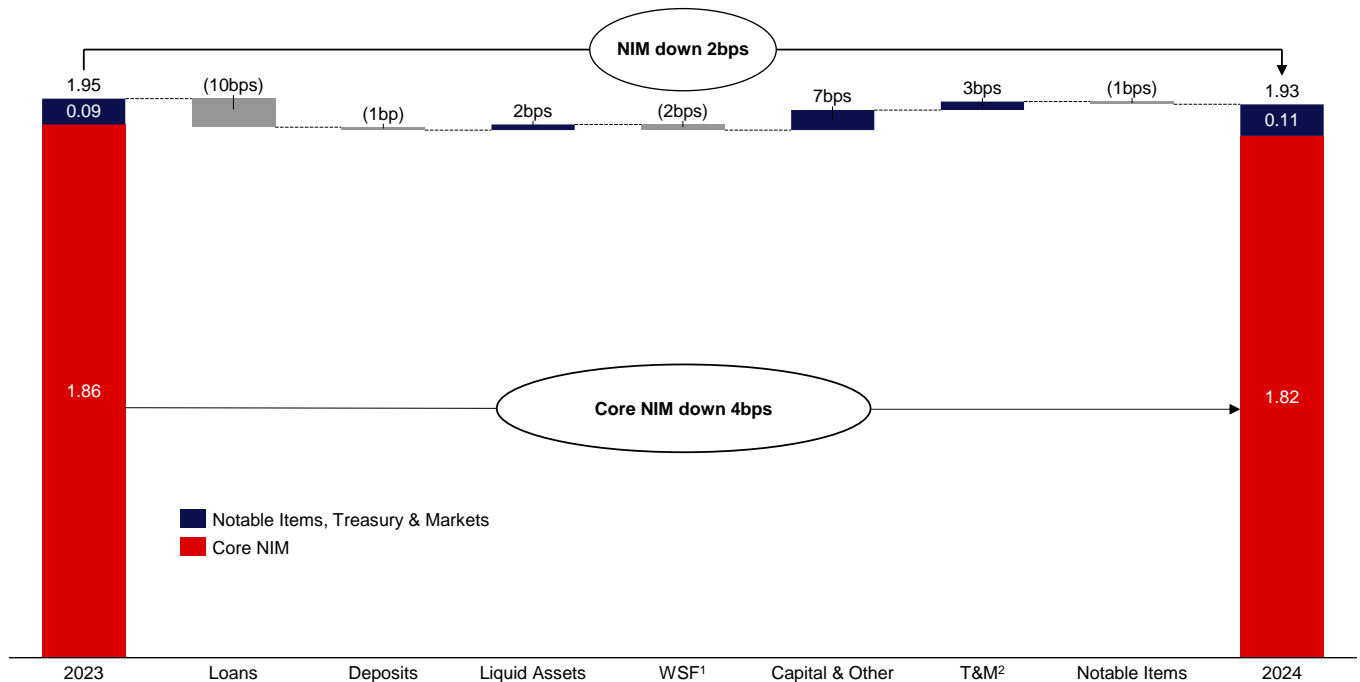 NIM down 2bps
1.95
(10bps)
(1bp)
2bps
(2bps)
7bps
3bps
(1bps)
1.93
0.09
0.11
1.86
Core NIM down 4bps
1.82
Notable Items, Treasury & Markets
Core NIM
2023
Loans
Deposits
Liquid Assets
WSF¹
Capital & Other
T&M²
Notable Items
2024